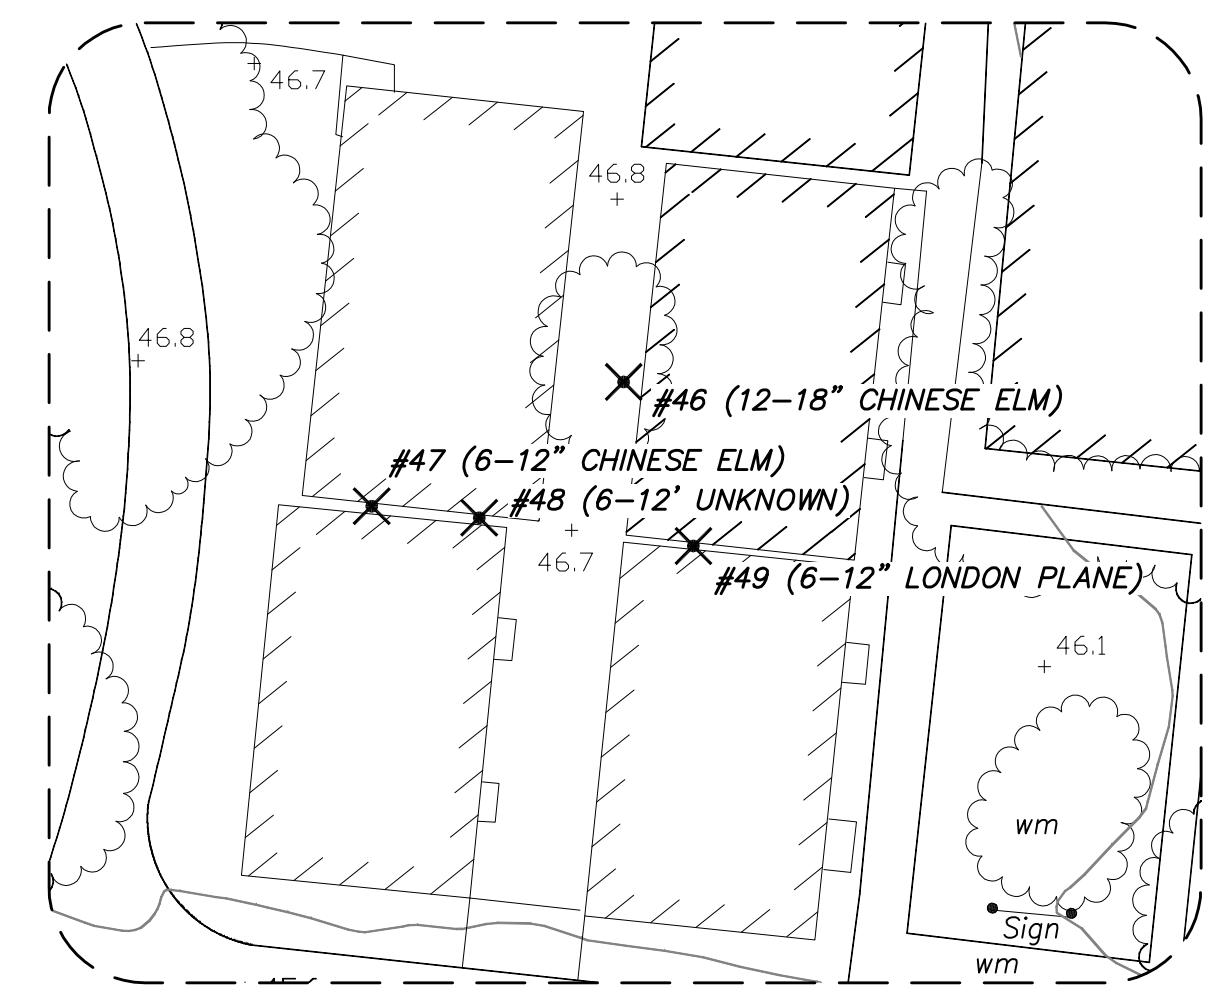 46.7
46.8
46.8
#46 (12–18” CHINESE ELM)
#47 (6–12” CHINESE ELM)
#48 (6–12’ UNKNOWN)
46.7
#49 (6–12” LONDON PLANE)
46.1
wm
Sign
wm